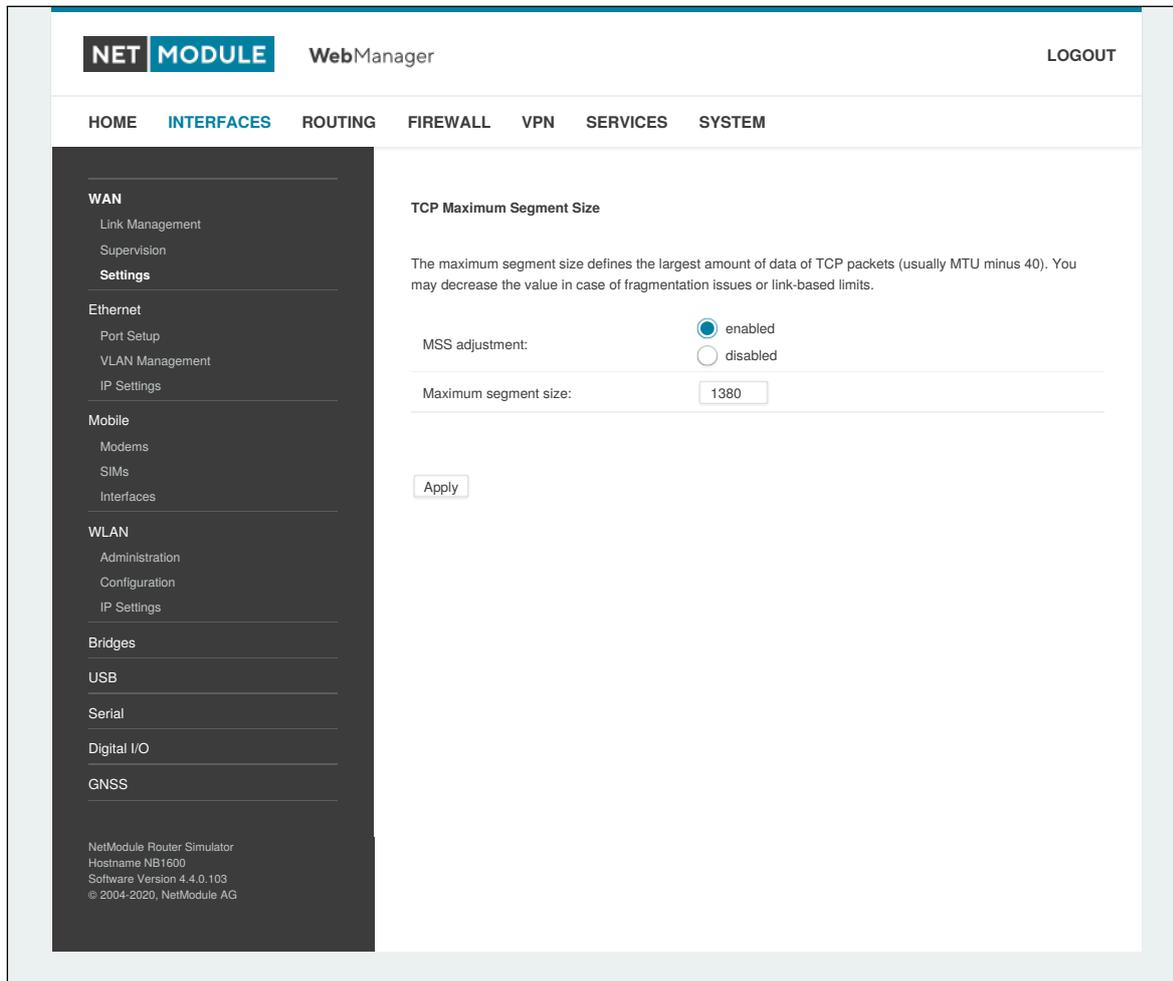 NET MODULE WebManager LOGOUT
HOME INTERFACES ROUTING FIREWALL VPN SERVICES SYSTEM
WAN
Link Management
Supervision
Settings
Ethernet
Port Setup
VLAN Management
IP Settings
Mobile
Modems
SIMs
Interfaces
WLAN
Administration
Configuration
IP Settings
Bridges
USB
Serial
Digital I/O
GNSS
NetModule Router Simulator
Hostname NB1600
Software Version 4.4.0.103
© 2004-2020, NetModule AG
TCP Maximum Segment Size
The maximum segment size defines the largest amount of data of TCP packets (usually MTU minus 40). You
may decrease the value in case of fragmentation issues or link-based limits.
MSS adjustment:
enabled
disabled
Maximum segment size: 1380
Apply